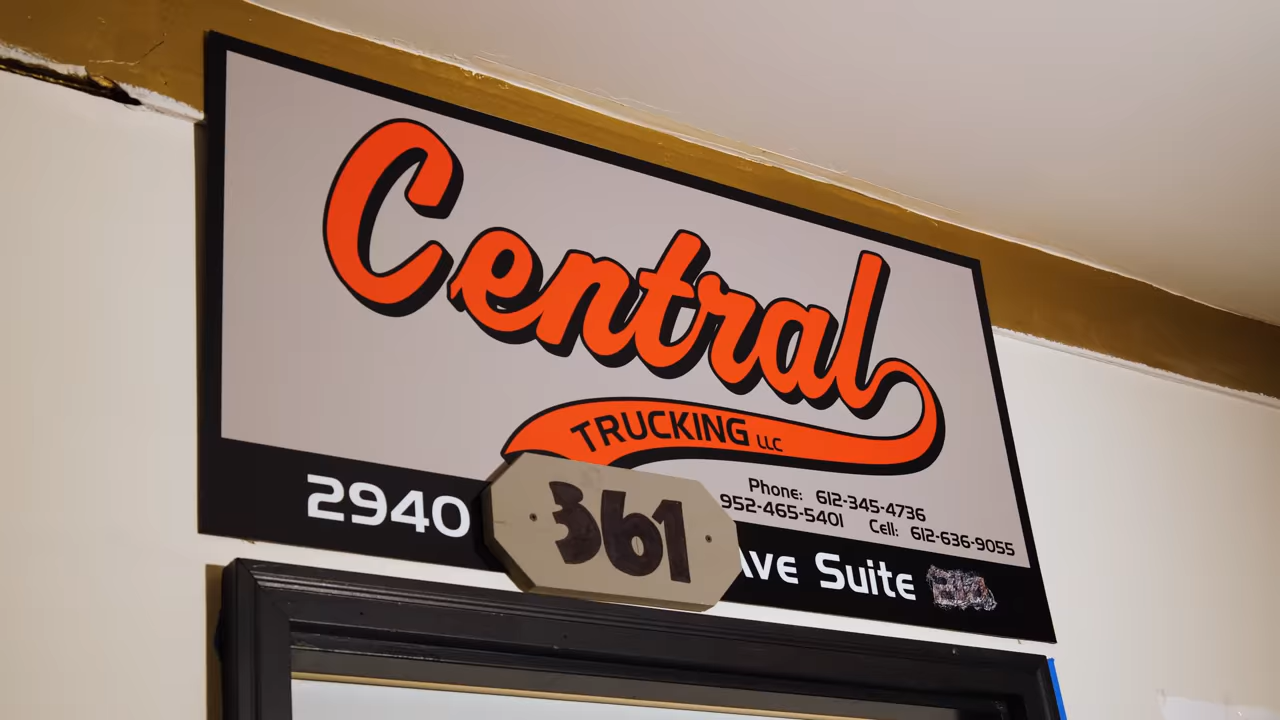 Central
TRUCKING LLC
Phone: 612-345-4736
952-465-5401 Cell: 612-636-9055
2940 361 Ave Suite